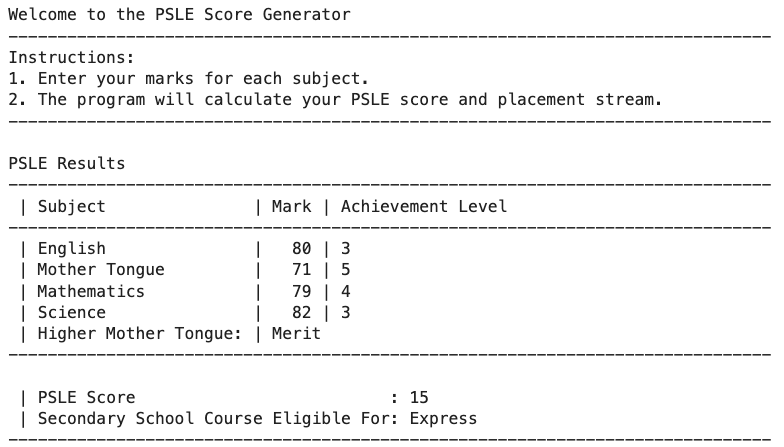 Welcome to the PSLE Score Generator
------------------------------------------------------------------------------
Instructions:
1. Enter your marks for each subject.
2. The program will calculate your PSLE score and placement stream.
------------------------------------------------------------------------------
PSLE Results
------------------------------------------------------------------------------
| Subject | Mark | Achievement Level
------------------------------------------------------------------------------
| English | 80 | 3
| Mother Tongue | 71 | 5
| Mathematics | 79 | 4
| Science | 82 | 3
| Higher Mother Tongue: | Merit
------------------------------------------------------------------------------
| PSLE Score : 15
| Secondary School Course Eligible For: Express
------------------------------------------------------------------------------